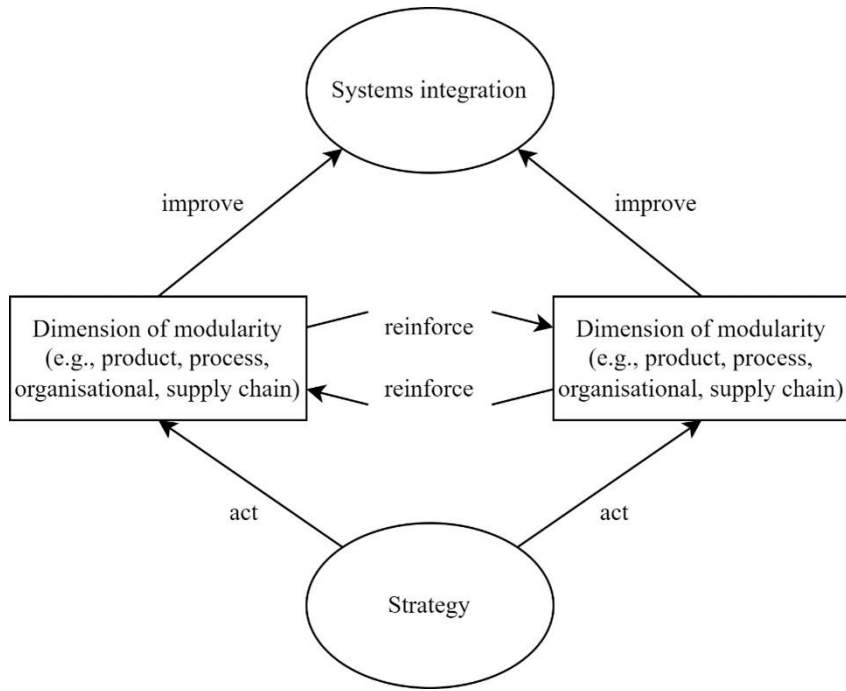 Systems integration
improve
improve
Dimension of modularity
(e.g., product, process,
organisational, supply chain)
reinforce
reinforce
Dimension of modularity
(e.g., product, process,
organisational, supply chain)
act
act
Strategy